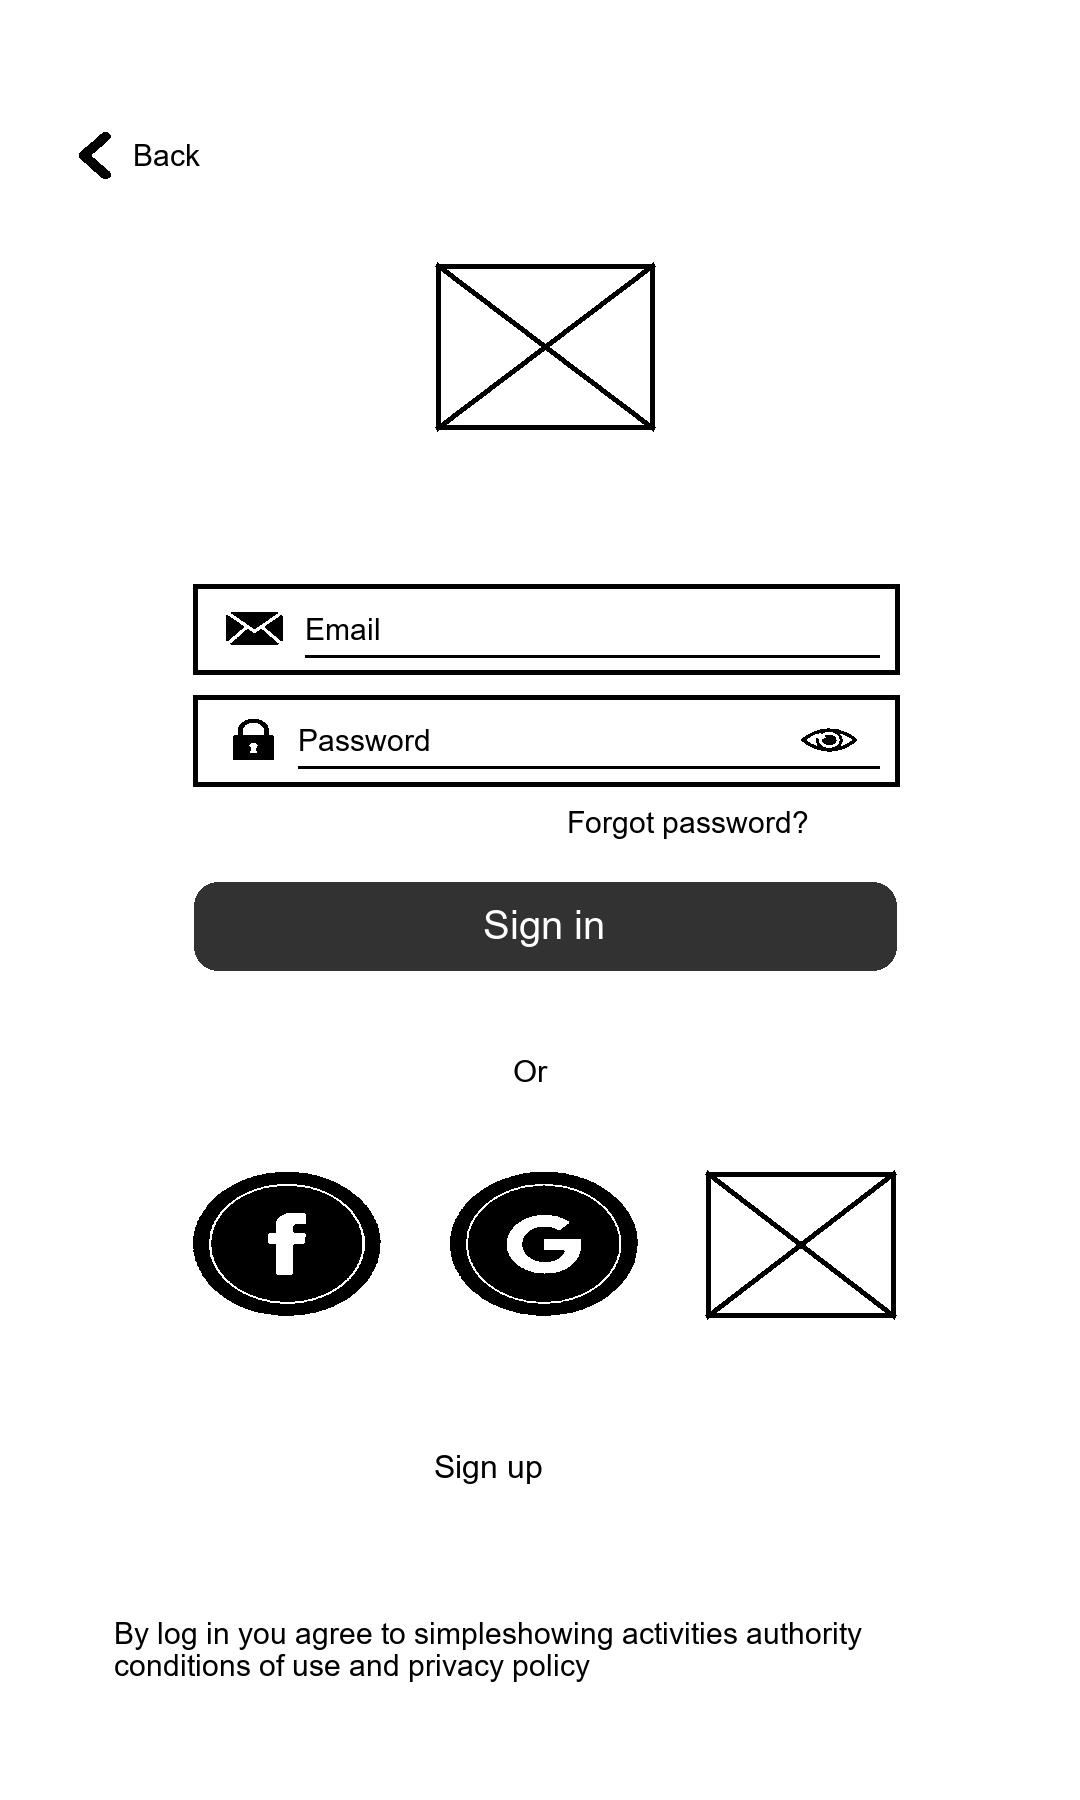 Back
Email
Password
Forgot password?
Sign in
Or
f
G
Sign up
By log in you agree to simpleshowing activities authority
conditions of use and privacy policy